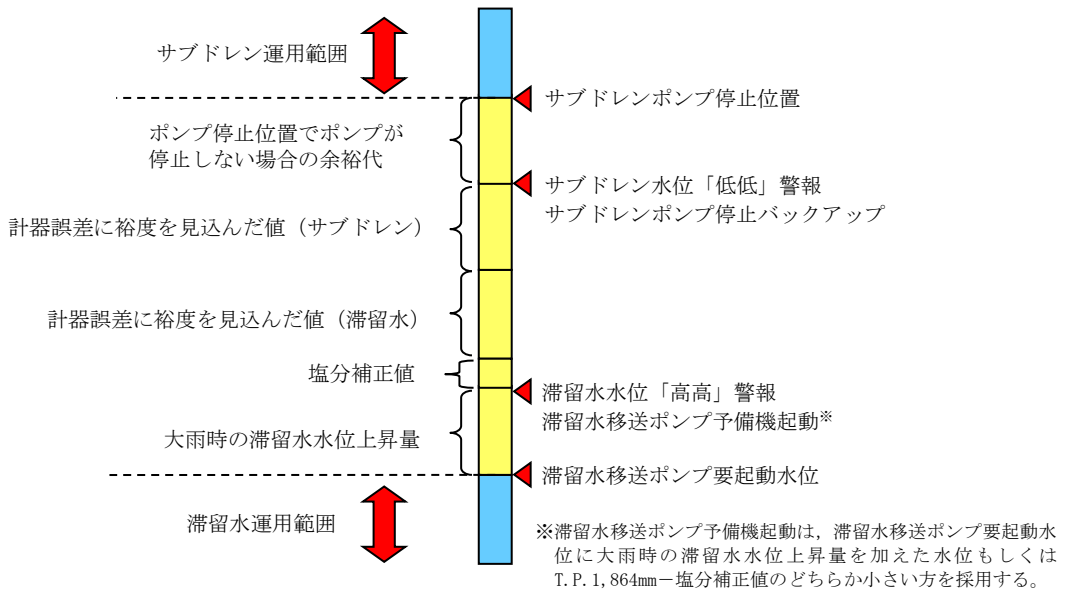 サブドレン運用範囲
サブドレンポンプ停止位置
ポンプ停止位置でポンプが
停止しない場合の余裕代
サブドレン水位「低低」警報
サブドレンポンプ停止バックアップ
計器誤差に裕度を見込んだ値（サブドレン）
計器誤差に裕度を見込んだ値（滞留水）
塩分補正値
滞留水水位「高高」警報
滞留水移送ポンプ予備機起動※
大雨時の滞留水水位上昇量
滞留水移送ポンプ要起動水位
滞留水運用範囲
※滞留水移送ポンプ予備機起動は，滞留水移送ポンプ要起動水
位に大雨時の滞留水水位上昇量を加えた水位もしくは
T.P.1,864mm－塩分補正値のどちらか小さい方を採用する。